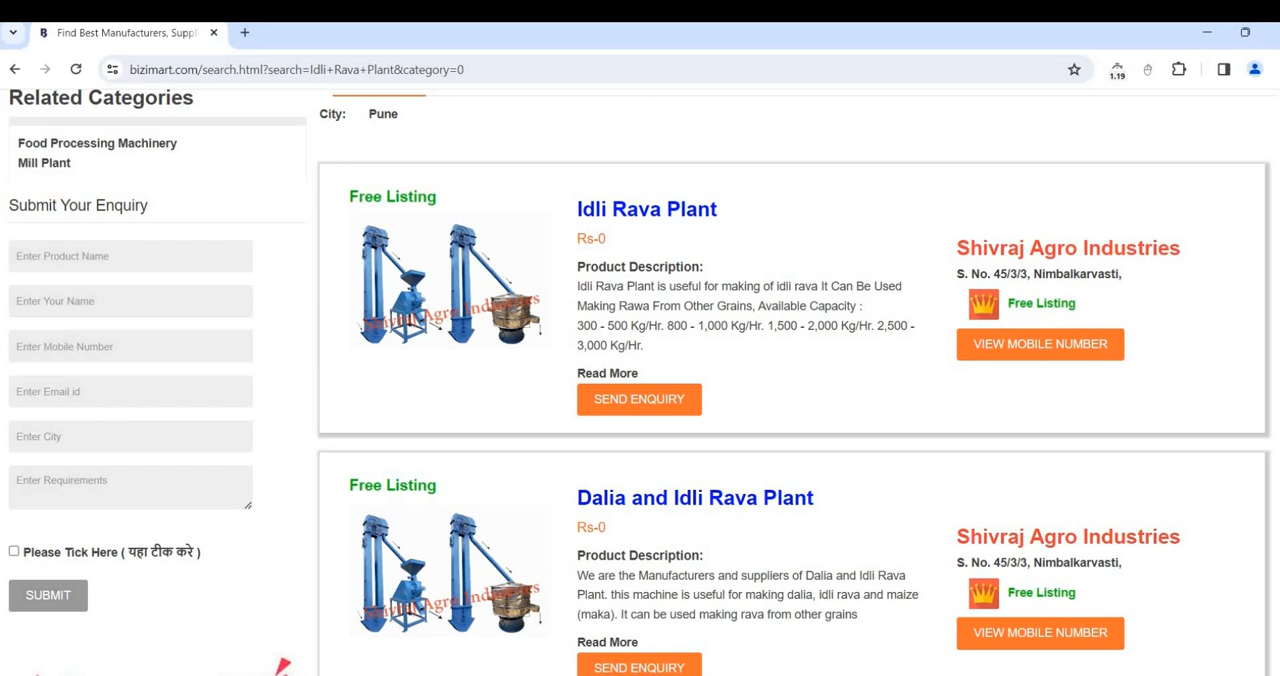 Find Best Manufacturers, Suppl
bizimart.com/search.html?search=Idli+Rava+Plant&category=0
1.19
Related Categories
Food Processing Machinery
Mill Plant
Submit Your Enquiry
Enter Product Name
Enter Your Name
Enter Mobile Number
Enter Email id
Enter City
Enter Requirements
Please Tick Here ( यहा टीक करे )
SUBMIT
City: Pune
Free Listing
Shivraj Agro Industries
Idli Rava Plant
Rs-0
Product Description:
Idli Rava Plant is useful for making of idli rava It Can Be Used
Making Rawa From Other Grains, Available Capacity :
300 - 500 Kg/Hr. 800 - 1,000 Kg/Hr. 1,500 - 2,000 Kg/Hr. 2,500 -
3,000 Kg/Hr.
Read More
SEND ENQUIRY
Shivraj Agro Industries
S. No. 45/3/3, Nimbalkarvasti,
Free Listing
VIEW MOBILE NUMBER
Free Listing
Shivraj Agro Industries
Dalia and Idli Rava Plant
Rs-0
Product Description:
We are the Manufacturers and suppliers of Dalia and Idli Rava
Plant. this machine is useful for making dalia, idli rava and maize
(maka). It can be used making rava from other grains
Read More
SEND ENQUIRY
Shivraj Agro Industries
S. No. 45/3/3, Nimbalkarvasti,
Free Listing
VIEW MOBILE NUMBER